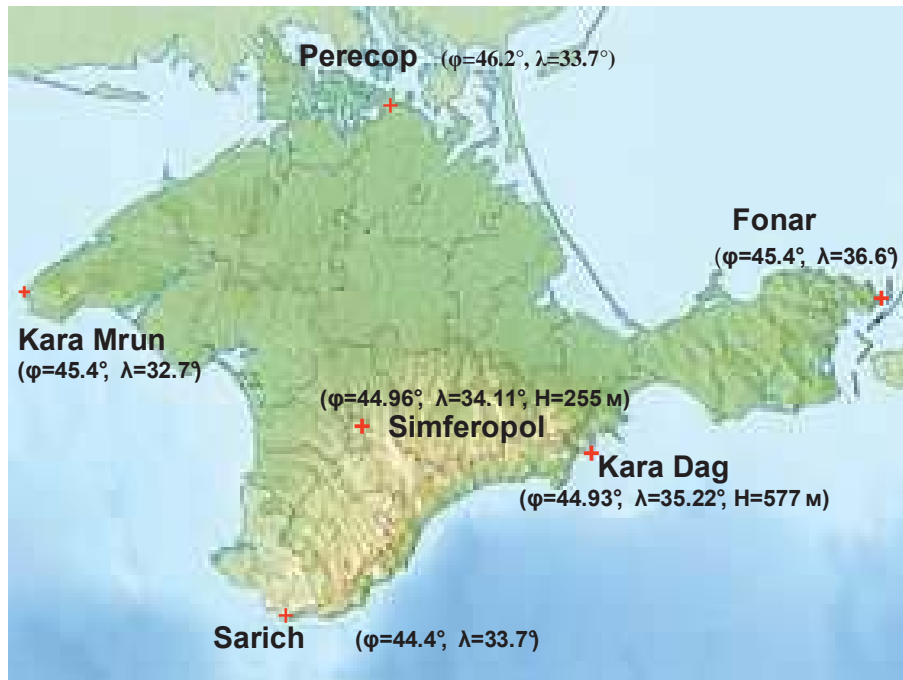 Perecop (φ=46.2°, λ=33.7°)
Fonar
(φ=45.4°, λ=36.6°)
Kara Mrun
(φ=45.4°, λ=32.7°)
(φ=44.96°, λ=34.11°, H=255 м)
Simferopol
Kara Dag
(φ=44.93°, λ=35.22°, H=577 м)
Sarich (φ=44.4°, λ=33.7°)